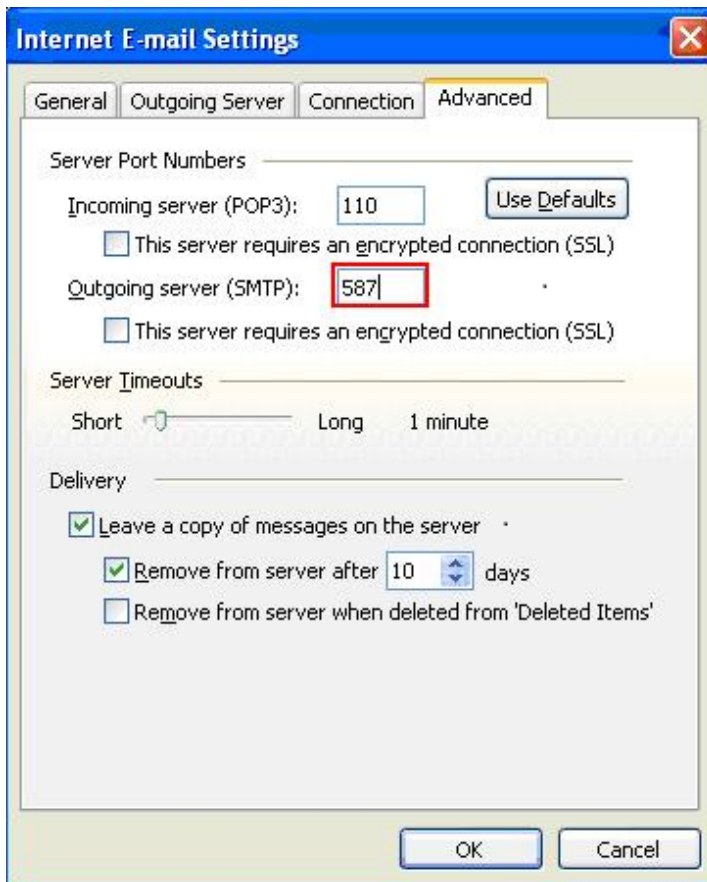 Internet E-mail Settings
General Outgoing Server Connection Advanced
Server Port Numbers
Incoming server (POP3): 110 Use Defaults
This server requires an encrypted connection (SSL)
Outgoing server (SMTP): 587
This server requires an encrypted connection (SSL)
Server Timeouts
Short Long 1 minute
Delivery
Leave a copy of messages on the server
Remove from server after 10 days
Remove from server when deleted from 'Deleted Items'
OK Cancel